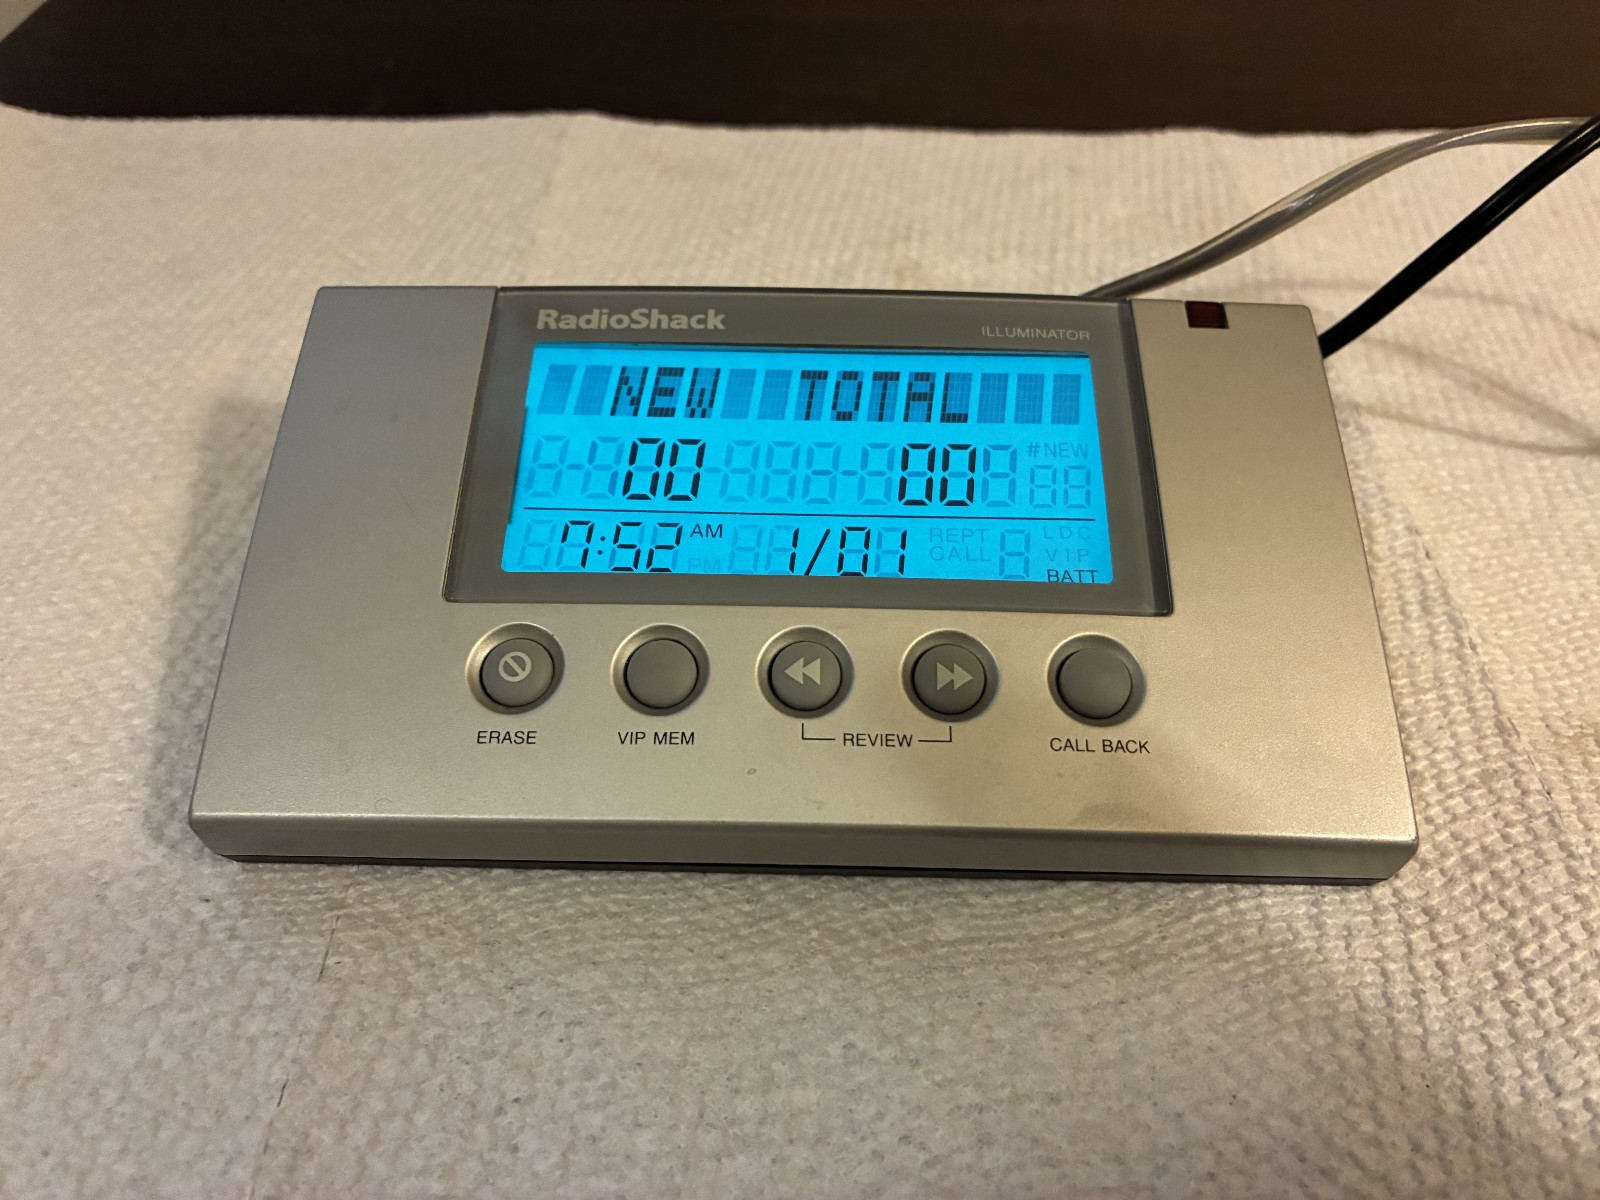 RadioShack
ILLUMINATOR
NEW TOTAL
00 00 #NEW
7:52 AM PM 1/01 REPT CALL LDC VIP BATT
ERASE
VIP MEM
REVIEW
CALL BACK